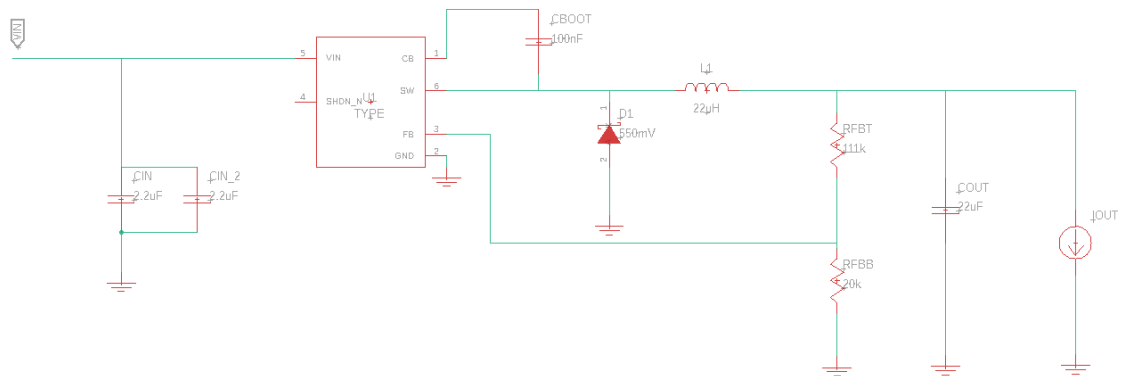 VIN
CBOOT
100nF
5
VIN
CB
1
4
SHDN_N
U1
TYPE
SW
6
FB
3
GND
2
L1
22µH
1
D1
550mV
2
RFBT
111k
CIN
2.2uF
CIN_2
2.2uF
COUT
22uF
IOUT
RFBB
20k